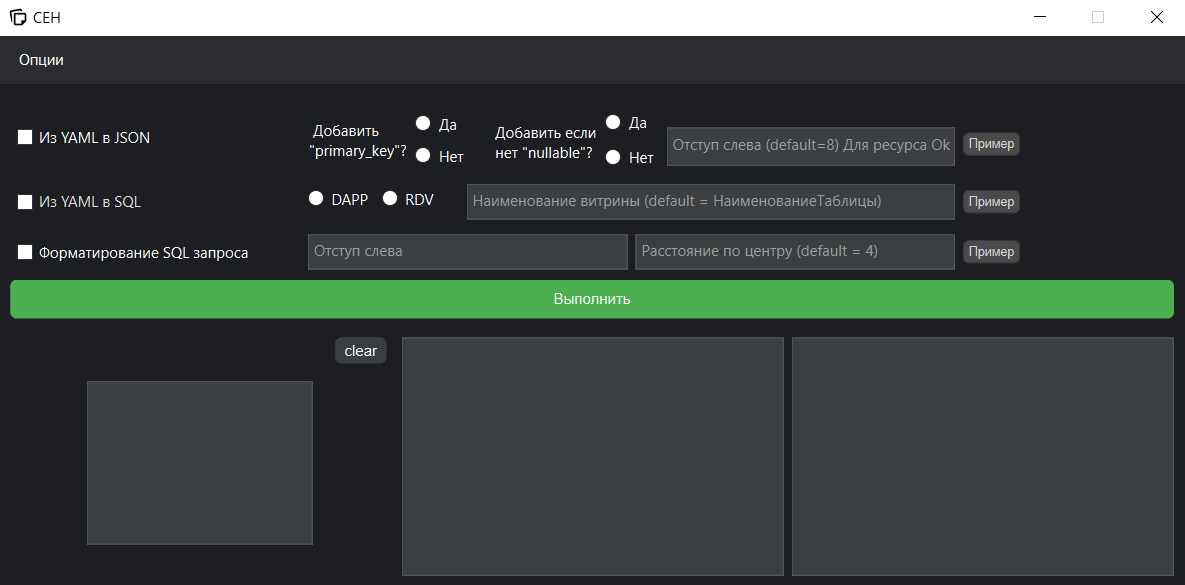 CEH
Опции
Из YAML в JSON
Добавить
"primary_key"?
Да
Нет
Добавить если
нет "nullable"?
Да
Нет
Отступ слева (default=8) Для ресурса Ok
Пример
Из YAML в SQL
DAPP
RDV
Наименование витрины (default = НаименованиеТаблицы)
Пример
Форматирование SQL запроса
Отступ слева
Расстояние по центру (default = 4)
Пример
Выполнить
clear